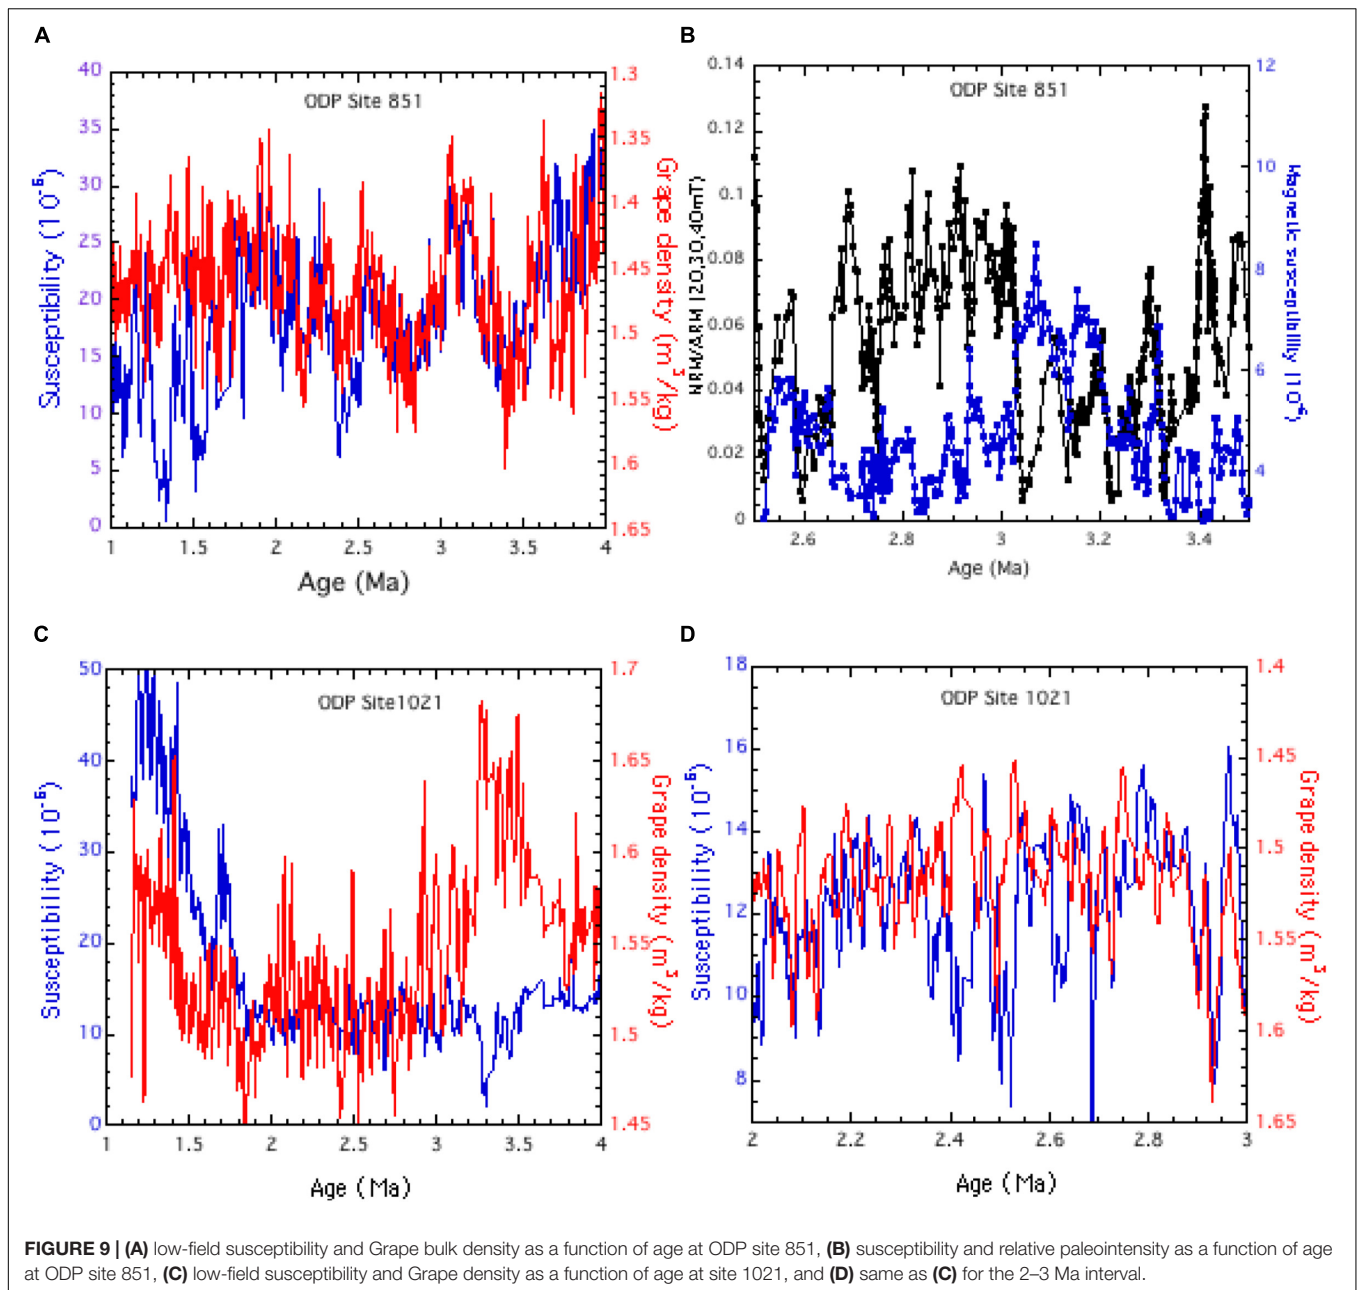 A
ODP Site 851
40
35
30
25
20
15
10
5
0
Susceptibility (10⁻⁵)
1.3
1.35
1.4
1.45
1.5
1.55
1.6
1.65
Grape density (m³/kg)
1 1.5 2 2.5 3 3.5 4
Age (Ma)
B
ODP Site 851
0.14
0.12
0.1
0.08
0.06
0.04
0.02
0
NRM/ARM (20,30,40mT)
12
10
8
6
4
Magnetic susceptibility (10⁻⁶)
2.6 2.8 3 3.2 3.4
Age (Ma)
C
ODP Site1021
50
40
30
20
10
0
Susceptibility (10⁻⁵)
1.7
1.65
1.6
1.55
1.5
1.45
Grape density (m³/kg)
1 1.5 2 2.5 3 3.5 4
Age (Ma)
D
ODP Site 1021
18
16
14
12
10
8
Susceptibility (10⁻⁵)
1.4
1.45
1.5
1.55
1.6
1.65
Grape density (m³/kg)
2 2.2 2.4 2.6 2.8 3
Age (Ma)
FIGURE 9 | (A) low-field susceptibility and Grape bulk density as a function of age at ODP site 851, (B) susceptibility and relative paleointensity as a function of age
at ODP site 851, (C) low-field susceptibility and Grape density as a function of age at site 1021, and (D) same as (C) for the 2–3 Ma interval.